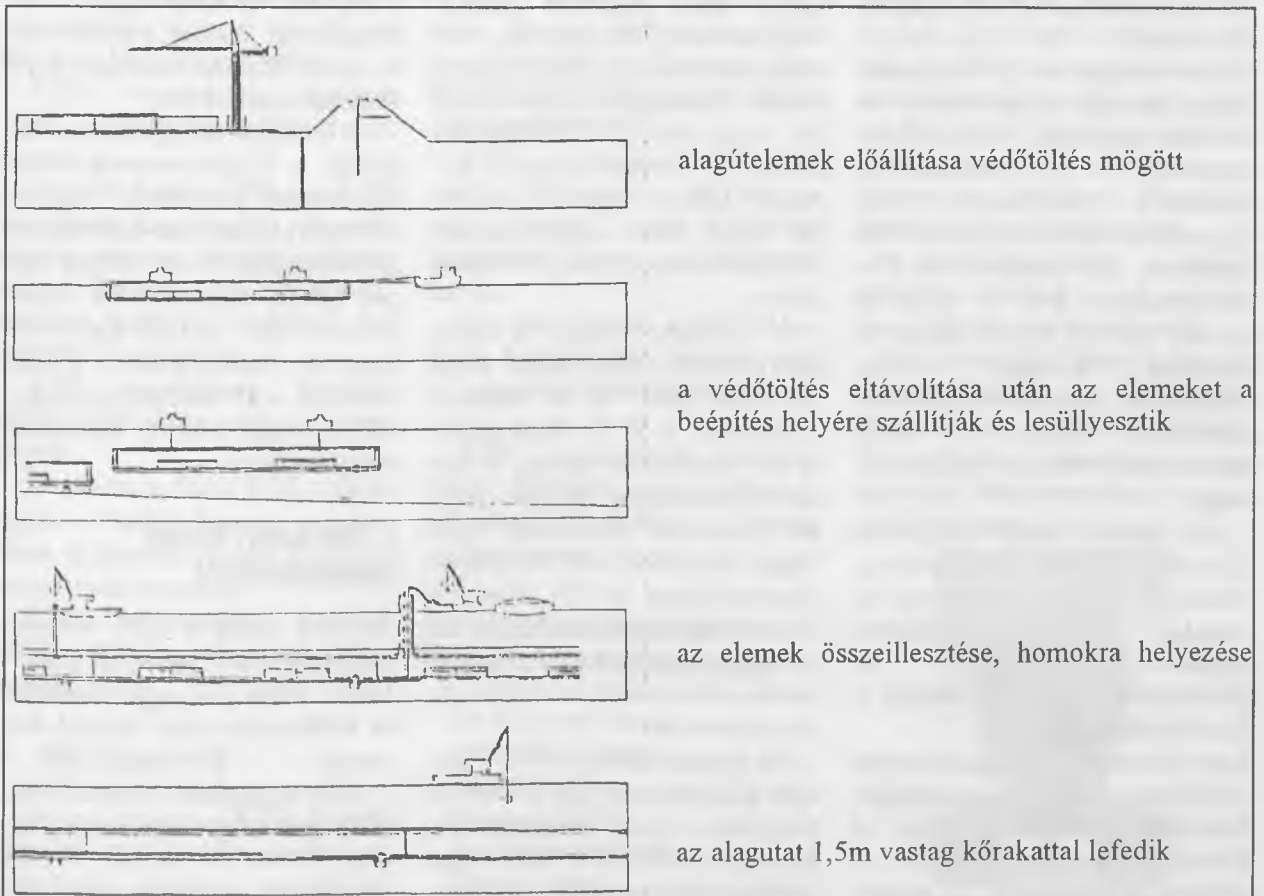 alagútelemek előállítása védőtöltés mögött
a védőtöltés eltávolítása után az elemeket a
beépítés helyére szállítják és lesüllyesztik
az elemek összeillesztése, homokra helyezése
az alagutat 1,5m vastag kőrakattal lefedik